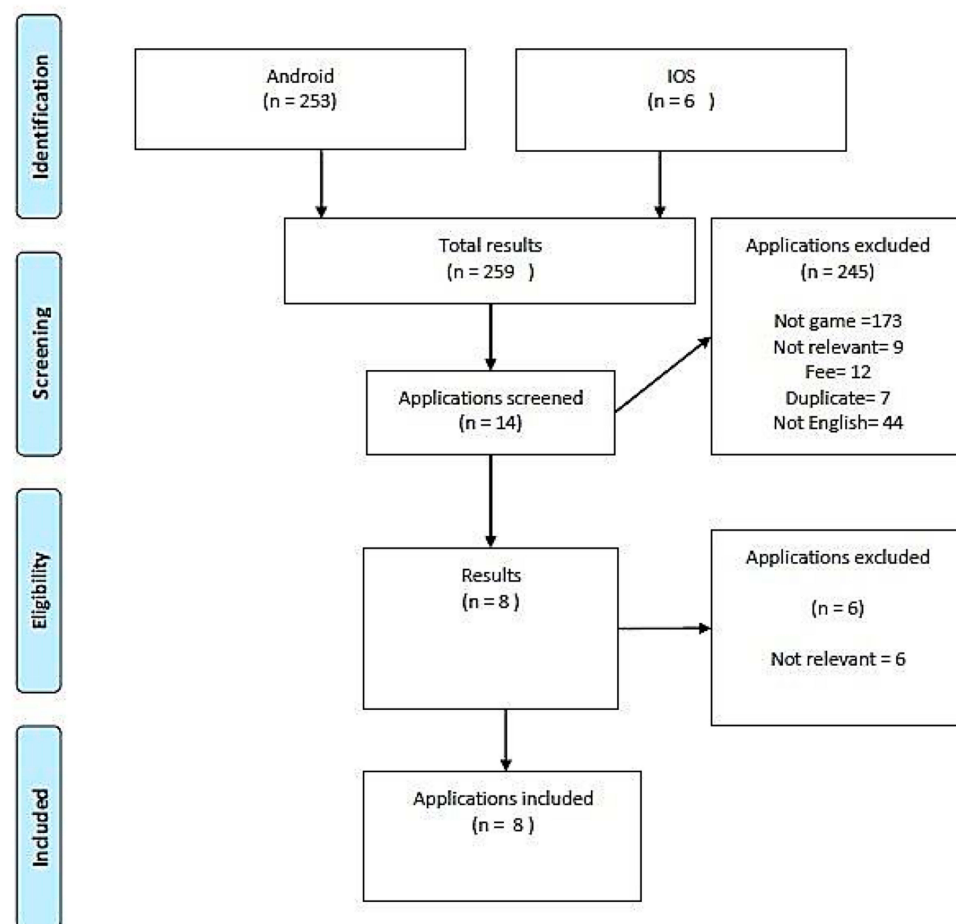 Identification
Android
(n = 253)
IOS
(n = 6 )
Total results
(n = 259 )
Screening
Applications excluded
(n = 245)
Not game =173
Not relevant= 9
Fee= 12
Duplicate= 7
Not English= 44
Applications screened
(n = 14)
Eligibility
Results
(n = 8 )
Applications excluded
(n = 6)
Not relevant = 6
Included
Applications included
(n = 8 )